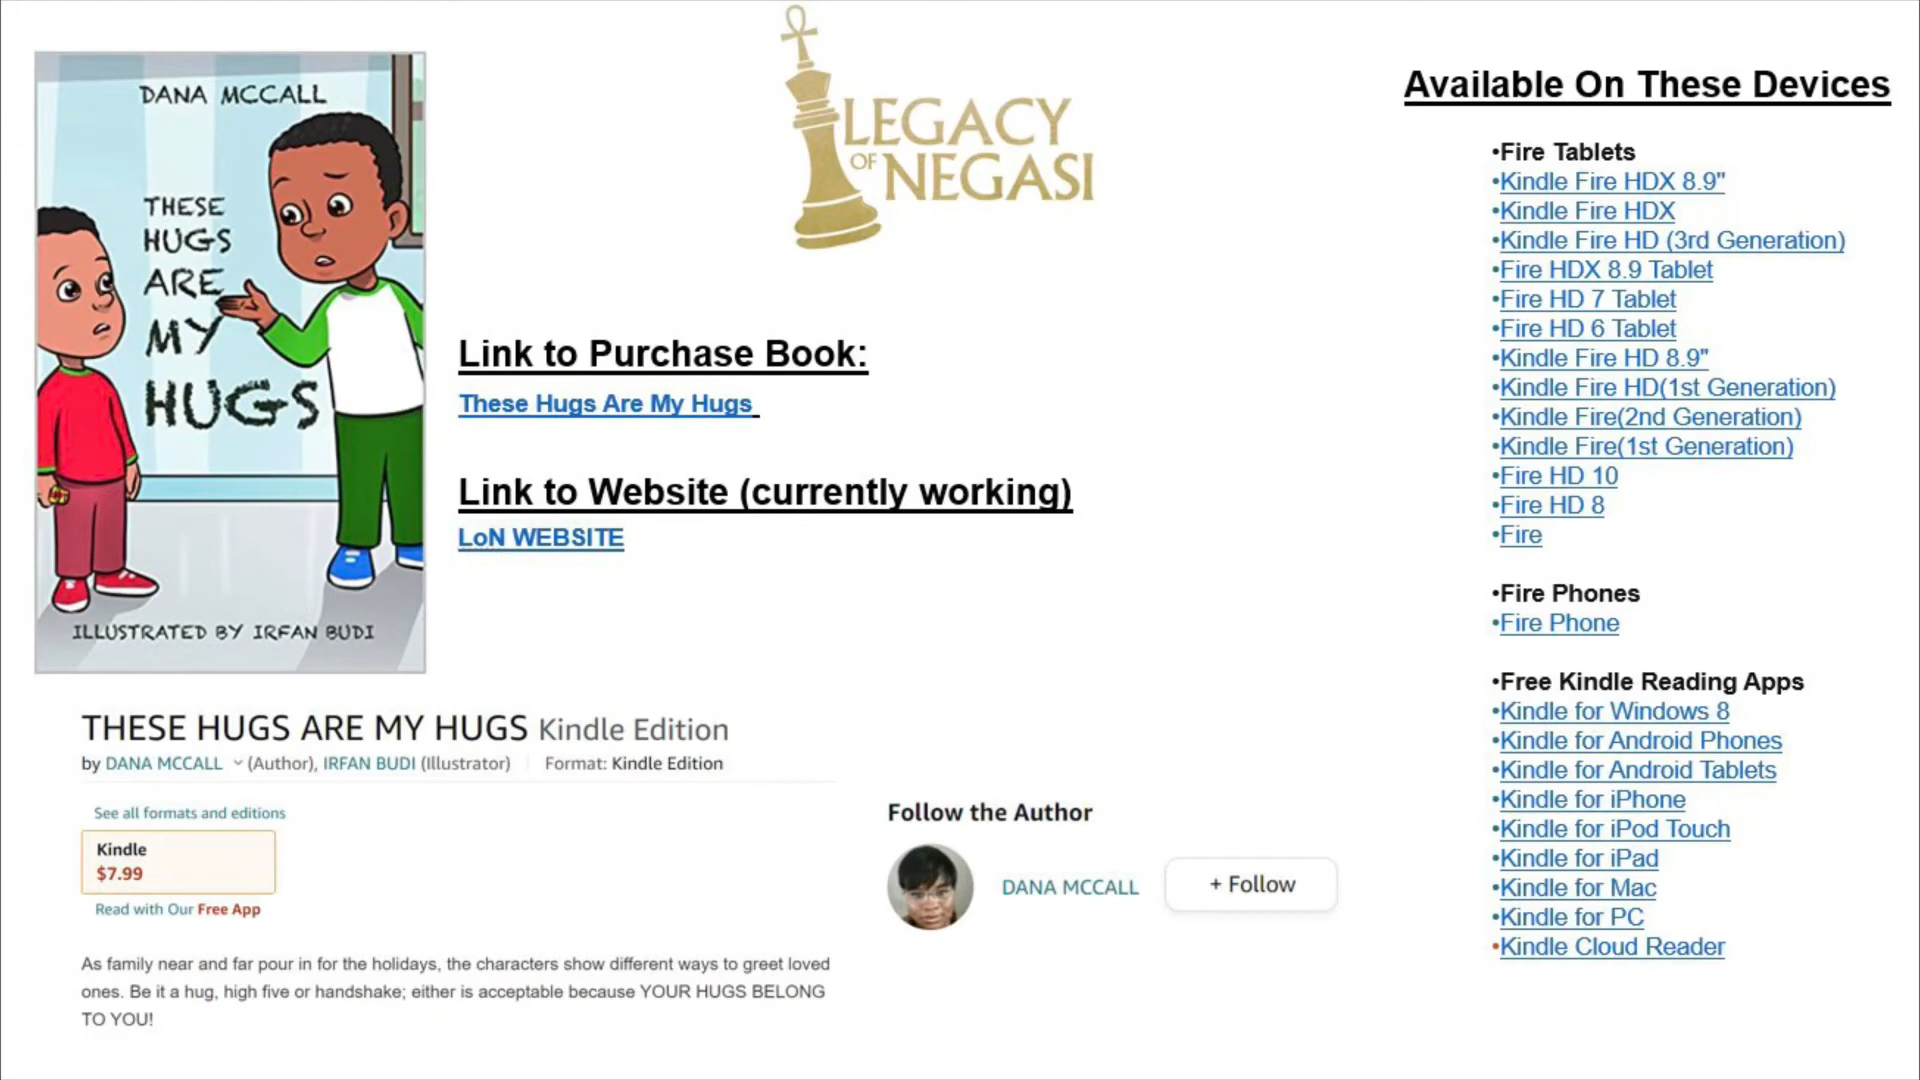 DANA MCCALL
THESE
HUGS
ARE
MY
HUGS
ILLUSTRATED BY IRFAN BUDI
LEGACY
OF NEGASI
Link to Purchase Book:
These Hugs Are My Hugs
Link to Website (currently working)
LoN WEBSITE
THESE HUGS ARE MY HUGS Kindle Edition
by DANA MCCALL (Author), IRFAN BUDI (Illustrator) Format: Kindle Edition
See all formats and editions
Kindle
$7.99
Read with Our Free App
As family near and far pour in for the holidays, the characters show different ways to greet loved
ones. Be it a hug, high five or handshake; either is acceptable because YOUR HUGS BELONG
TO YOU!
Follow the Author
DANA MCCALL
+ Follow
Available On These Devices
•Fire Tablets
•Kindle Fire HDX 8.9"
•Kindle Fire HDX
•Kindle Fire HD (3rd Generation)
•Fire HDX 8.9 Tablet
•Fire HD 7 Tablet
•Fire HD 6 Tablet
•Kindle Fire HD 8.9"
•Kindle Fire HD(1st Generation)
•Kindle Fire(2nd Generation)
•Kindle Fire(1st Generation)
•Fire HD 10
•Fire HD 8
•Fire
•Fire Phones
•Fire Phone
•Free Kindle Reading Apps
•Kindle for Windows 8
•Kindle for Android Phones
•Kindle for Android Tablets
•Kindle for iPhone
•Kindle for iPod Touch
•Kindle for iPad
•Kindle for Mac
•Kindle for PC
•Kindle Cloud Reader